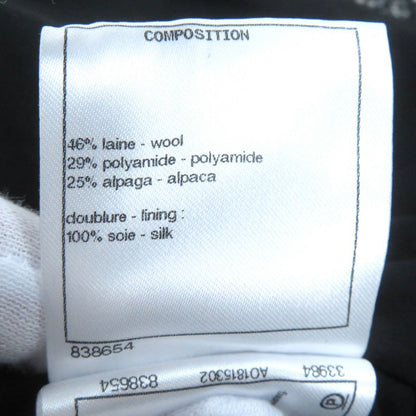 COMPOSITION
46% laine - wool
29% polyamide - polyamide
25% alpaga - alpaca
doublure - lining :
100% soie - silk
838654
33984 A01815302 838654
P